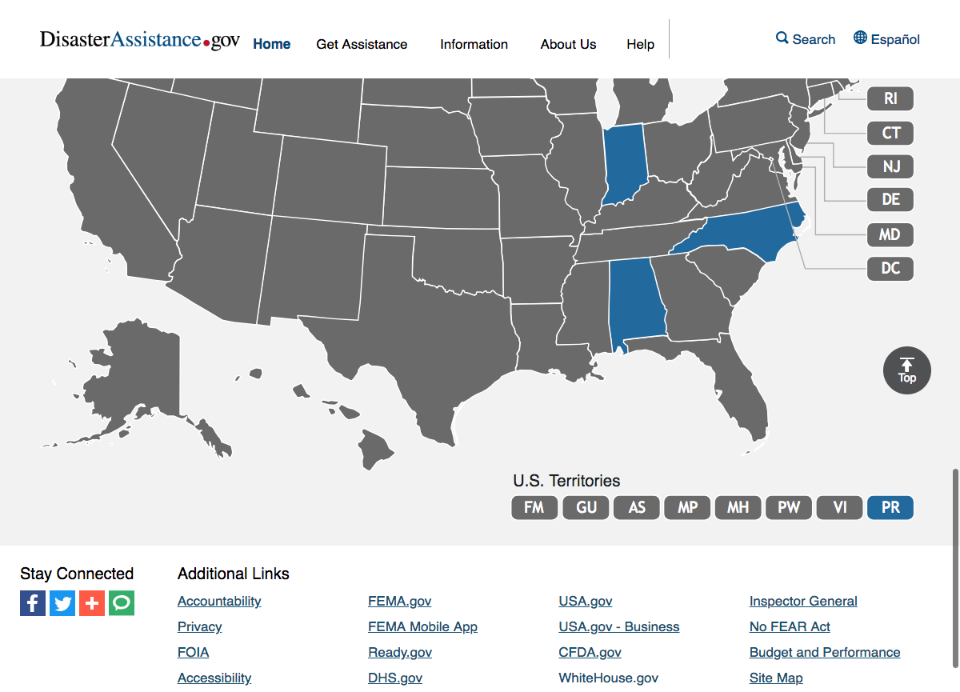 DisasterAssistance.gov Home Get Assistance Information About Us Help Search Español
RI
CT
NJ
DE
MD
DC
Top
U.S. Territories
FM GU AS MP MH PW VI PR
Stay Connected
Additional Links
Accountability FEMA.gov USA.gov Inspector General
Privacy FEMA Mobile App USA.gov - Business No FEAR Act
FOIA Ready.gov CFDA.gov Budget and Performance
Accessibility DHS.gov WhiteHouse.gov Site Map